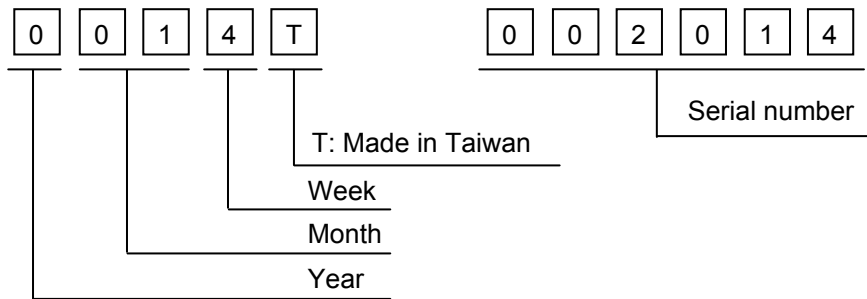 0 0 1 4 T 0 0 2 0 1 4
Serial number
T: Made in Taiwan
Week
Month
Year